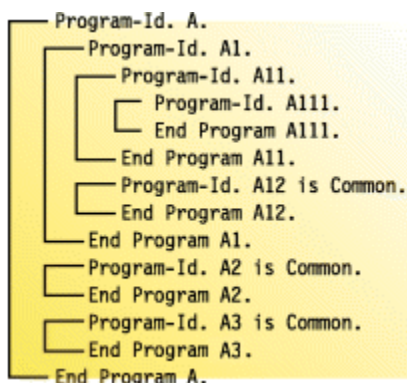 Program-Id. A.
Program-Id. A1.
Program-Id. A11.
Program-Id. A111.
End Program A111.
End Program A11.
Program-Id. A12 is Common.
End Program A12.
End Program A1.
Program-Id. A2 is Common.
End Program A2.
Program-Id. A3 is Common.
End Program A3.
End Program A.